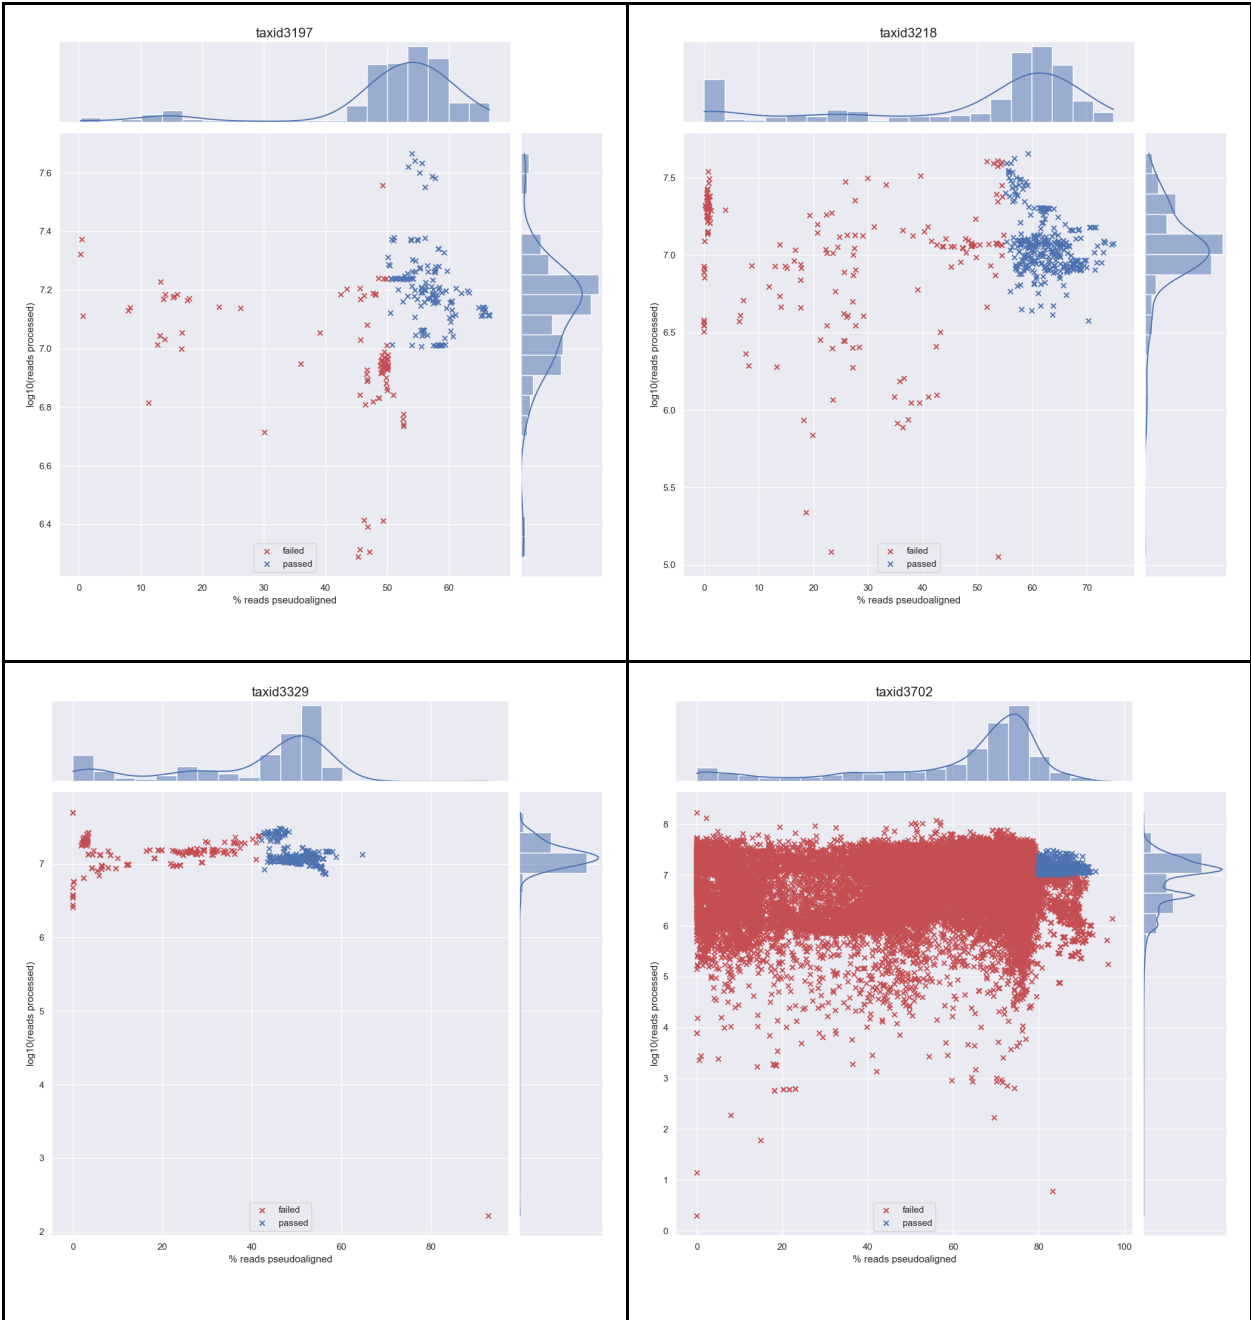 taxid3197
7.6
7.4
7.2
7.0
6.8
6.6
6.4
log10(reads processed)
failed
passed
0 10 20 30 40 50 60
% reads pseudoaligned
taxid3218
7.5
7.0
6.5
6.0
5.5
5.0
log10(reads processed)
failed
passed
0 10 20 30 40 50 60 70
% reads pseudoaligned
taxid3329
7
6
5
4
3
2
log10(reads processed)
failed
passed
0 20 40 60 80
% reads pseudoaligned
taxid3702
8
7
6
5
4
3
2
1
0
log10(reads processed)
failed
passed
0 20 40 60 80 100
% reads pseudoaligned